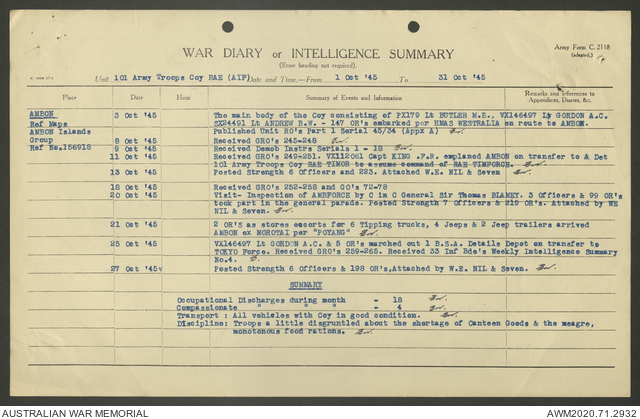 Army Form C. 2118
(adapted)
WAR DIARY or INTELLIGENCE SUMMARY
(Erase heading not required).
Unit 101 Army Troops Coy RAE (AIF) Date and Time,—From 1 Oct '45 To 31 Oct '45
Place Date Hour Summary of Events and Information Remarks and references to Appendices, Diaries, &c.
AMBON 3 Oct '45 The main body of the Coy consisting of PX179 Lt BUTLER M.E., VX146497 Lt GORDON A.C.
Ref Maps SX24491 Lt ANDREW B.W. - 147 OR's embarked per HMAS WESTRALIA en route to AMBON.
AMBON Islands Published Unit RO's Part 1 Serial 45/34 (Appx A)
Group 8 Oct '45 Received GRO's 245-248
Ref No.156918 9 Oct '45 Received Demob Instrs Serials 1 - 18
11 Oct '45 Received GRO's 249-251. VX112061 Capt KING .P.R. emplaned AMBON on transfer to A Det
101 Army Troops Coy RAE TIMOR to assume command of RAE TIMFORCE.
13 Oct '45 Posted Strength 6 Officers and 223. Attached W.E. NIL & Seven
18 Oct '45 Received GRO's 252-258 and GO's 72-78
20 Oct '45 Visit- Inspection of AMBFORCE by C in C General Sir Thomas BLAMEY. 3 Officers & 99 OR's
took part in the general parade. Posted Strength 7 Officers & 219 OR's. Attached by WE
NIL & Seven.
21 Oct '45 2 OR'S as stores escorts for 6 Tipping trucks, 4 Jeeps & 2 Jeep trailers arrived
AMBON ex MOROTAI per "POYANG"
25 Oct '45 VX146497 Lt GORDON A.C. & 5 OR's marched out 1 B.S.A. Details Depot on transfer to
TOKYO Force. Received GRO's 259-265. Received 33 Inf Bde's Weekly Intelligence Summary
No.4.
27 Oct '45v Posted Strength 6 Officers & 198 OR's,Attached by W.E. NIL & Seven.
SUMMARY
Occupational Discharges during month - 18
Compassionate " " " - 4
Transport : All vehicles with Coy in good condition.
Discipline: Troops a little disgruntled about the shortage of Canteen Goods & the meagre,
monotonous food rations.
AUSTRALIAN WAR MEMORIAL AWM2020.71.2932